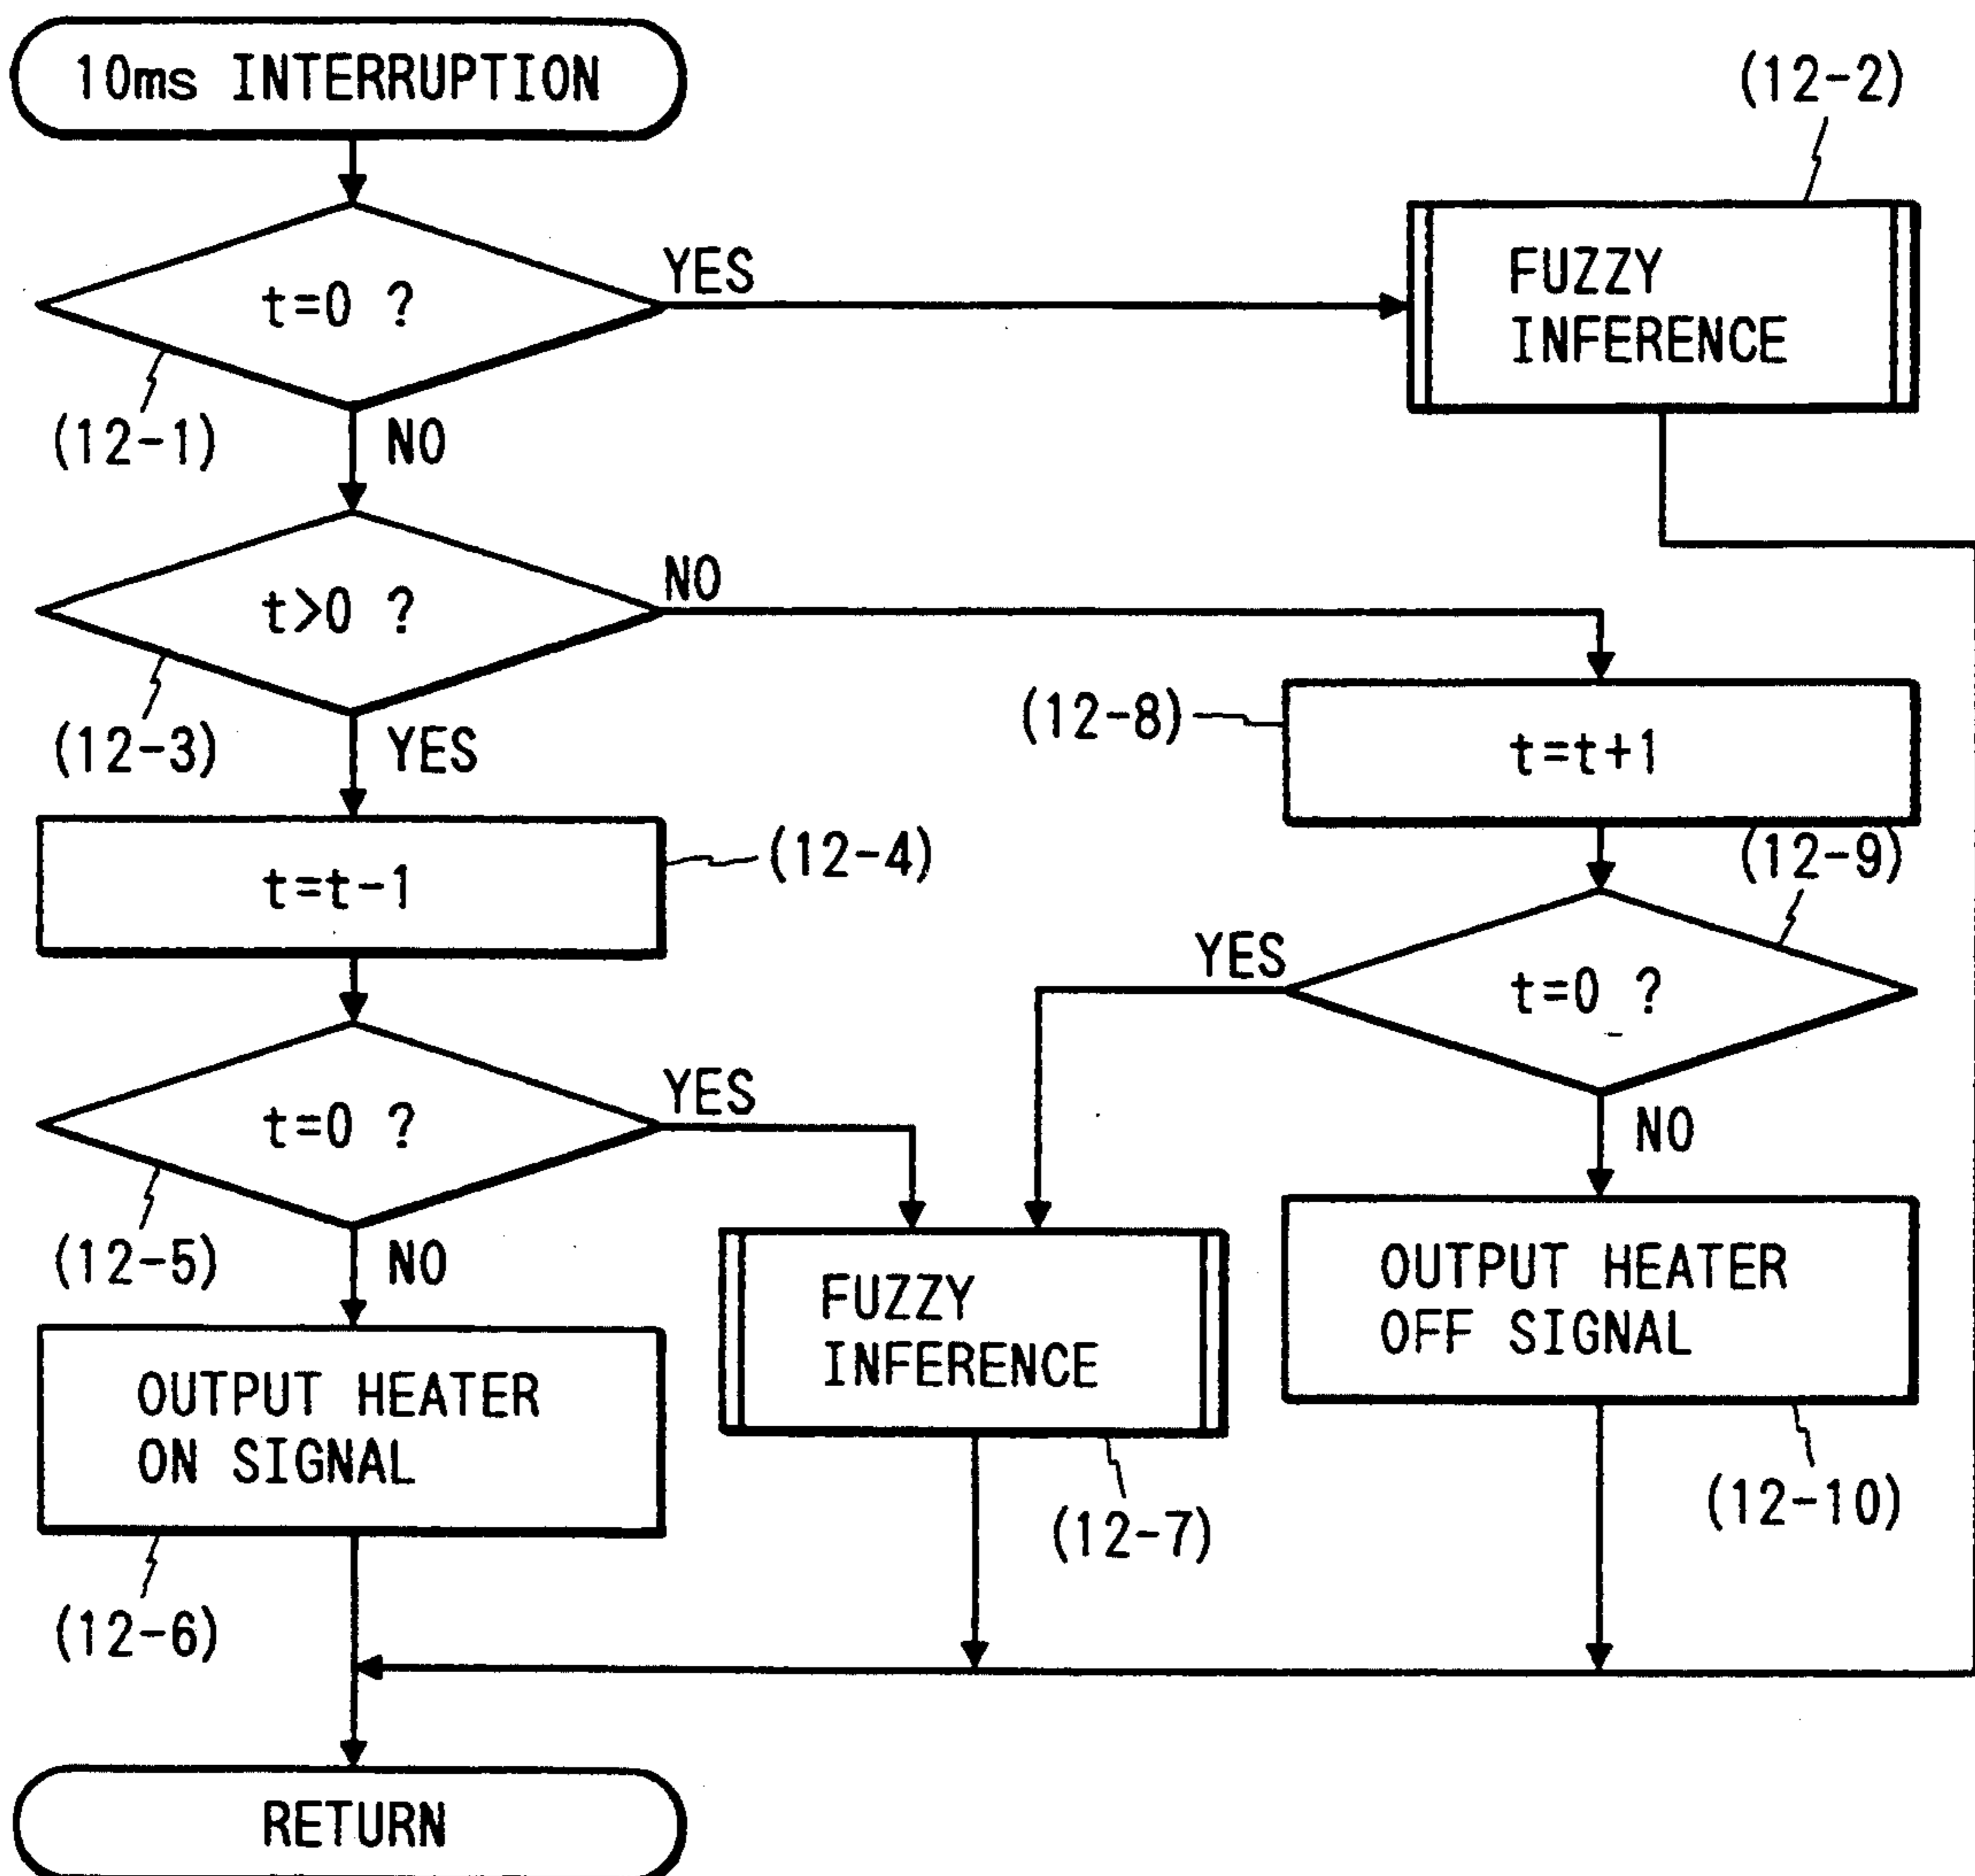 10ms INTERRUPTION
(12-2)
t=0 ?
YES
FUZZY
INFERENCE
(12-1)
NO
t>0 ?
NO
(12-3)
YES
(12-8)
t=t+1
t=t-1
(12-4)
(12-9)
YES
t=0 ?
NO
t=0 ?
YES
(12-5)
NO
FUZZY
INFERENCE
OUTPUT HEATER
OFF SIGNAL
OUTPUT HEATER
ON SIGNAL
(12-7)
(12-10)
(12-6)
RETURN